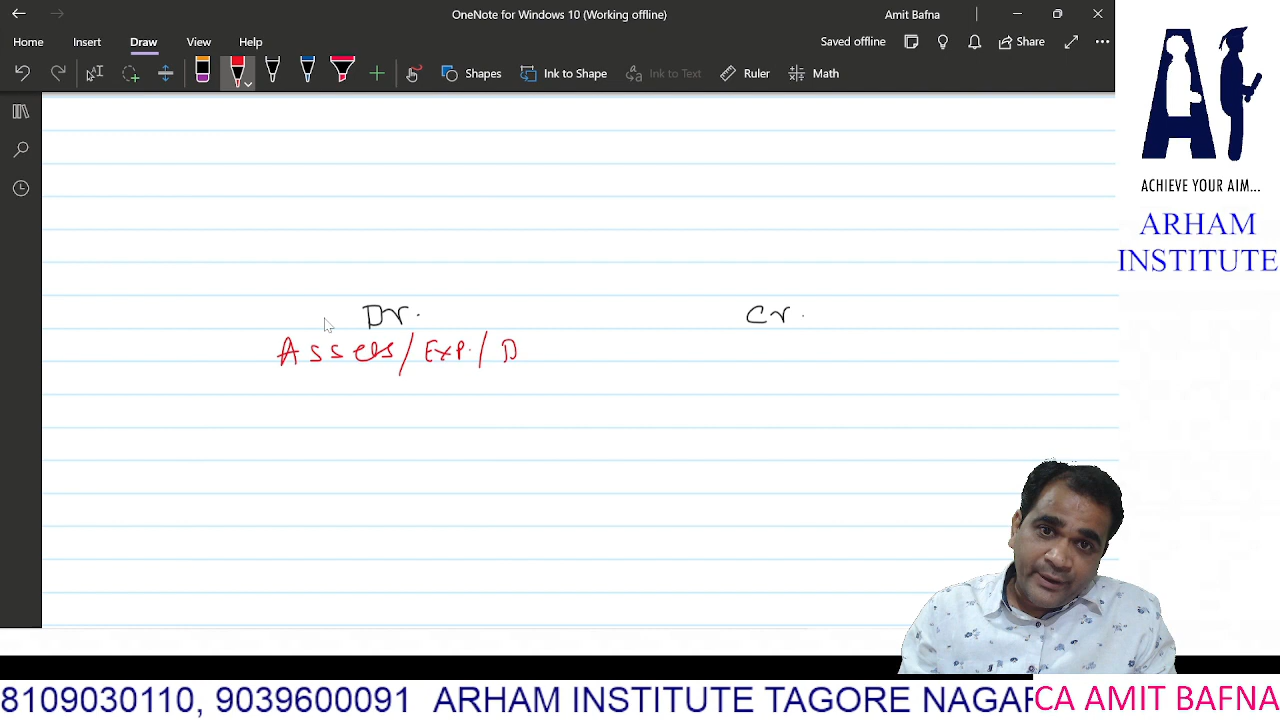 OneNote for Windows 10 (Working offline)
Amit Bafna
Home Insert Draw View Help
Saved offline
Share
Shapes
Ink to Shape
Ink to Text
Ruler
Math
ACHIEVE YOUR AIM...
ARHAM
INSTITUTE
Dr. Cr.
Assets/Exp./D
8109030110, 9039600091 ARHAM INSTITUTE TAGORE NAGAR
CA AMIT BAFNA